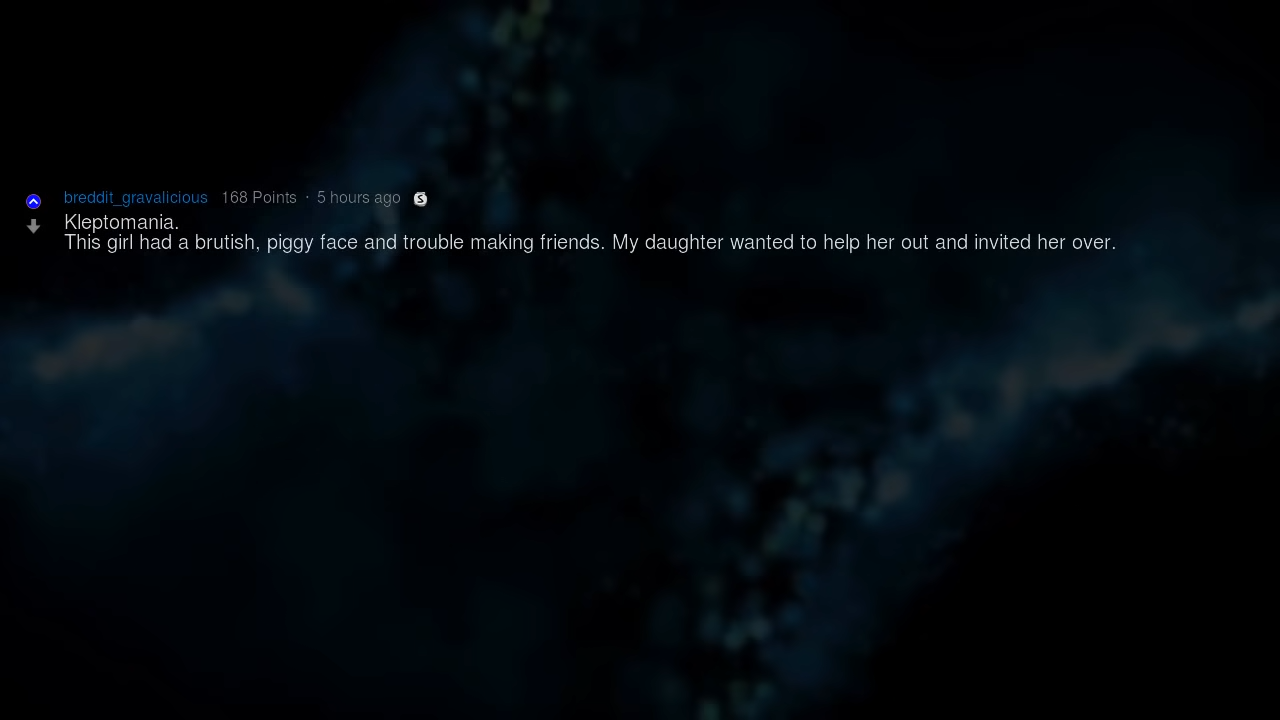 breddit_gravalicious 168 Points · 5 hours ago S
Kleptomania.
This girl had a brutish, piggy face and trouble making friends. My daughter wanted to help her out and invited her over.